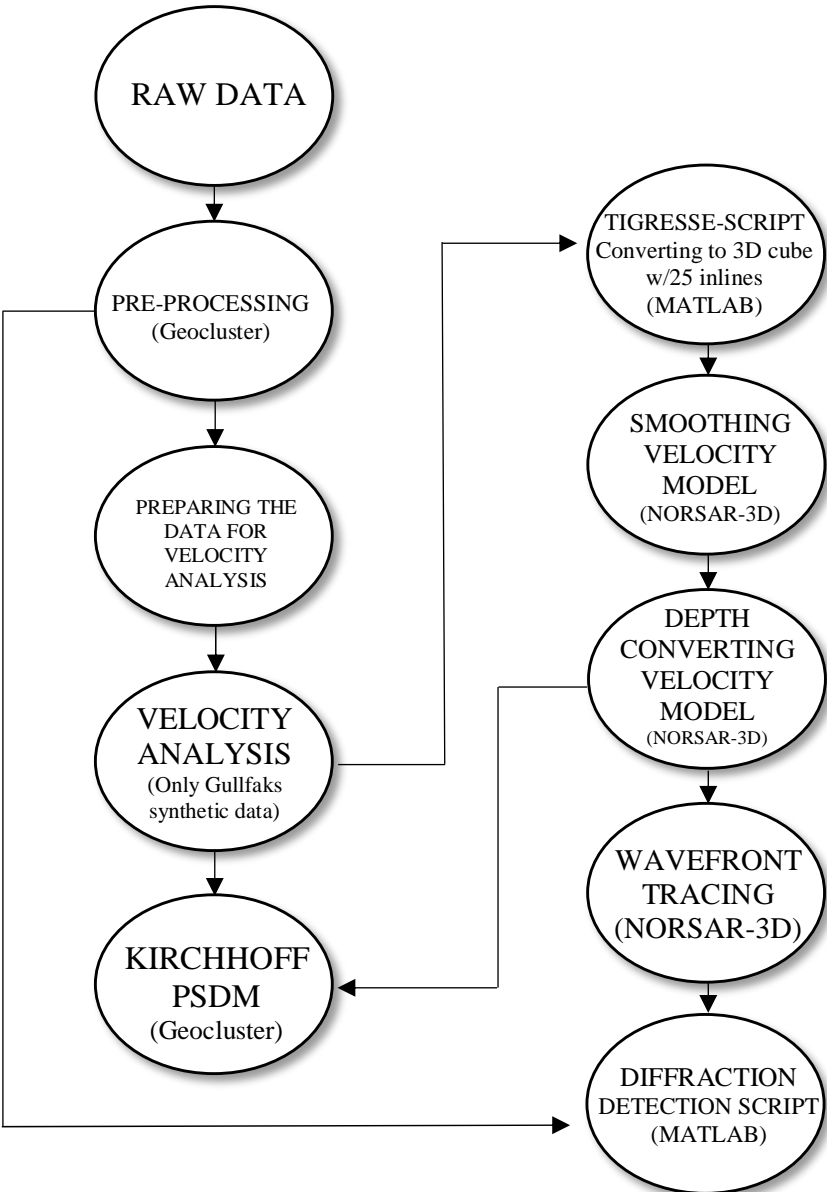 RAW DATA
PRE-PROCESSING
(Geocluster)
PREPARING THE
DATA FOR
VELOCITY
ANALYSIS
VELOCITY
ANALYSIS
(Only Gullfaks
synthetic data)
KIRCHHOFF
PSDM
(Geocluster)
TIGRESSE-SCRIPT
Converting to 3D cube
w/25 inlines
(MATLAB)
SMOOTHING
VELOCITY
MODEL
(NORSAR-3D)
DEPTH
CONVERTING
VELOCITY
MODEL
(NORSAR-3D)
WAVEFRONT
TRACING
(NORSAR-3D)
DIFFRACTION
DETECTION SCRIPT
(MATLAB)